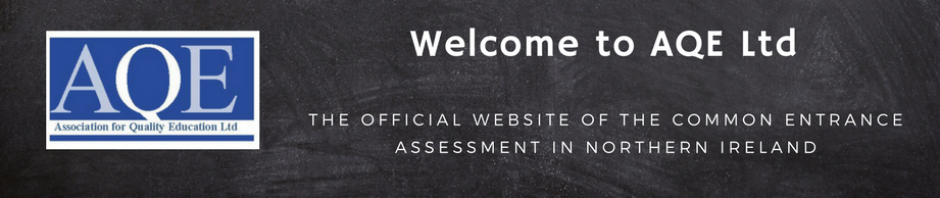 AQE
Association for Quality Education Ltd
Welcome to AQE Ltd
THE OFFICIAL WEBSITE OF THE COMMON ENTRANCE
ASSESSMENT IN NORTHERN IRELAND